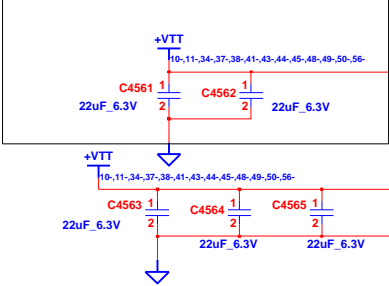 +VTT
10-,11-,34-,37-,38-,41-,43-,44-,45-,48-,49-,50-,56-
C4561 1 C4562 1
2 2
22uF_6.3V 22uF_6.3V
+VTT
10-,11-,34-,37-,38-,41-,43-,44-,45-,48-,49-,50-,56-
C4563 1 C4564 1 C4565 1
2 2 2
22uF_6.3V
22uF_6.3V 22uF_6.3V